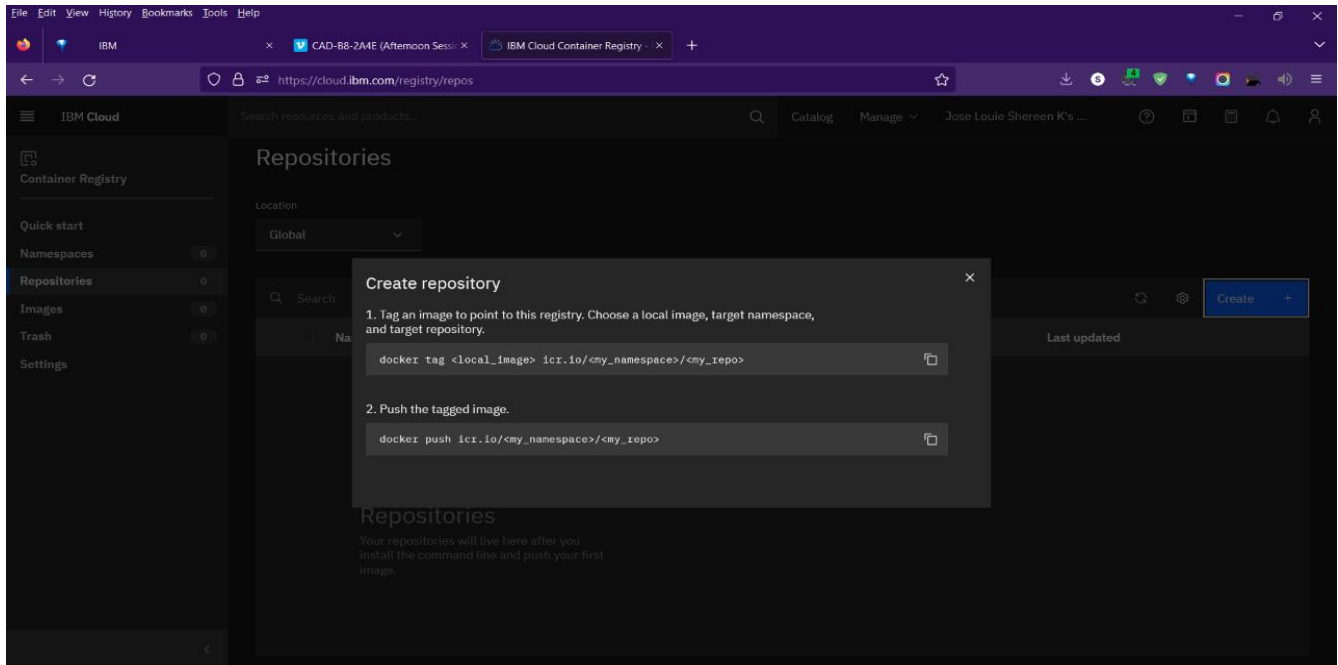 File Edit View History Bookmarks Tools Help
IBM
CAD-B8-2A4E (Afternoon Sessi
IBM Cloud Container Registry -
https://cloud.ibm.com/registry/repos
S
4
IBM Cloud
Search resources and products...
Catalog
Manage
Jose Louie Shereen K's ...
Container Registry
Quick start
Namespaces 0
Repositories 0
Images 0
Trash 0
Settings
Repositories
Location
Global
Search
Create +
Na
Last updated
Create repository
1. Tag an image to point to this registry. Choose a local image, target namespace,
and target repository.
docker tag <local_image> icr.io/<my_namespace>/<my_repo>
2. Push the tagged image.
docker push icr.io/<my_namespace>/<my_repo>
Repositories
Your repositories will live here after you
install the command line and push your first
image.